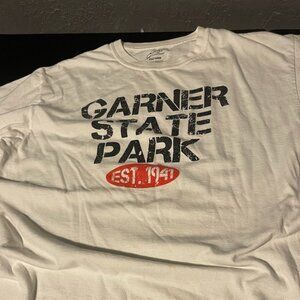 GARNER
STATE
PARK
EST. 1941